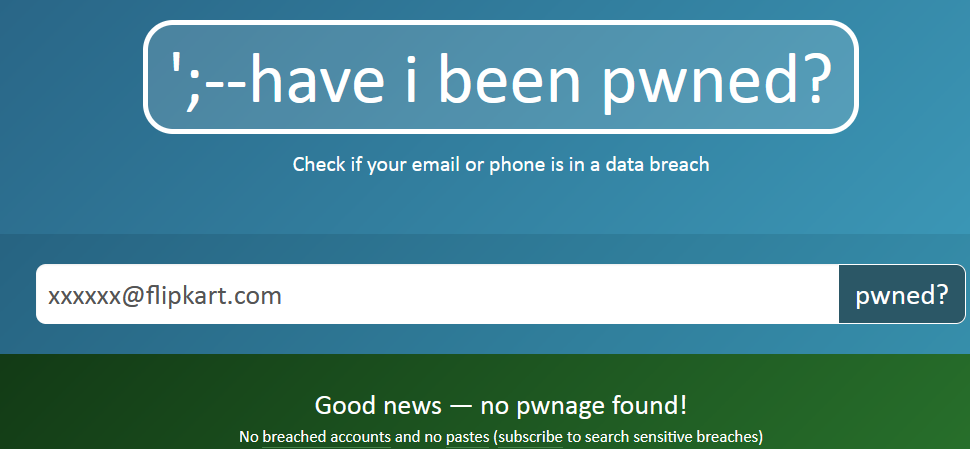 ';--have i been pwned?
Check if your email or phone is in a data breach
xxxxxx@flipkart.com pwned?
Good news — no pwnage found!
No breached accounts and no pastes (subscribe to search sensitive breaches)